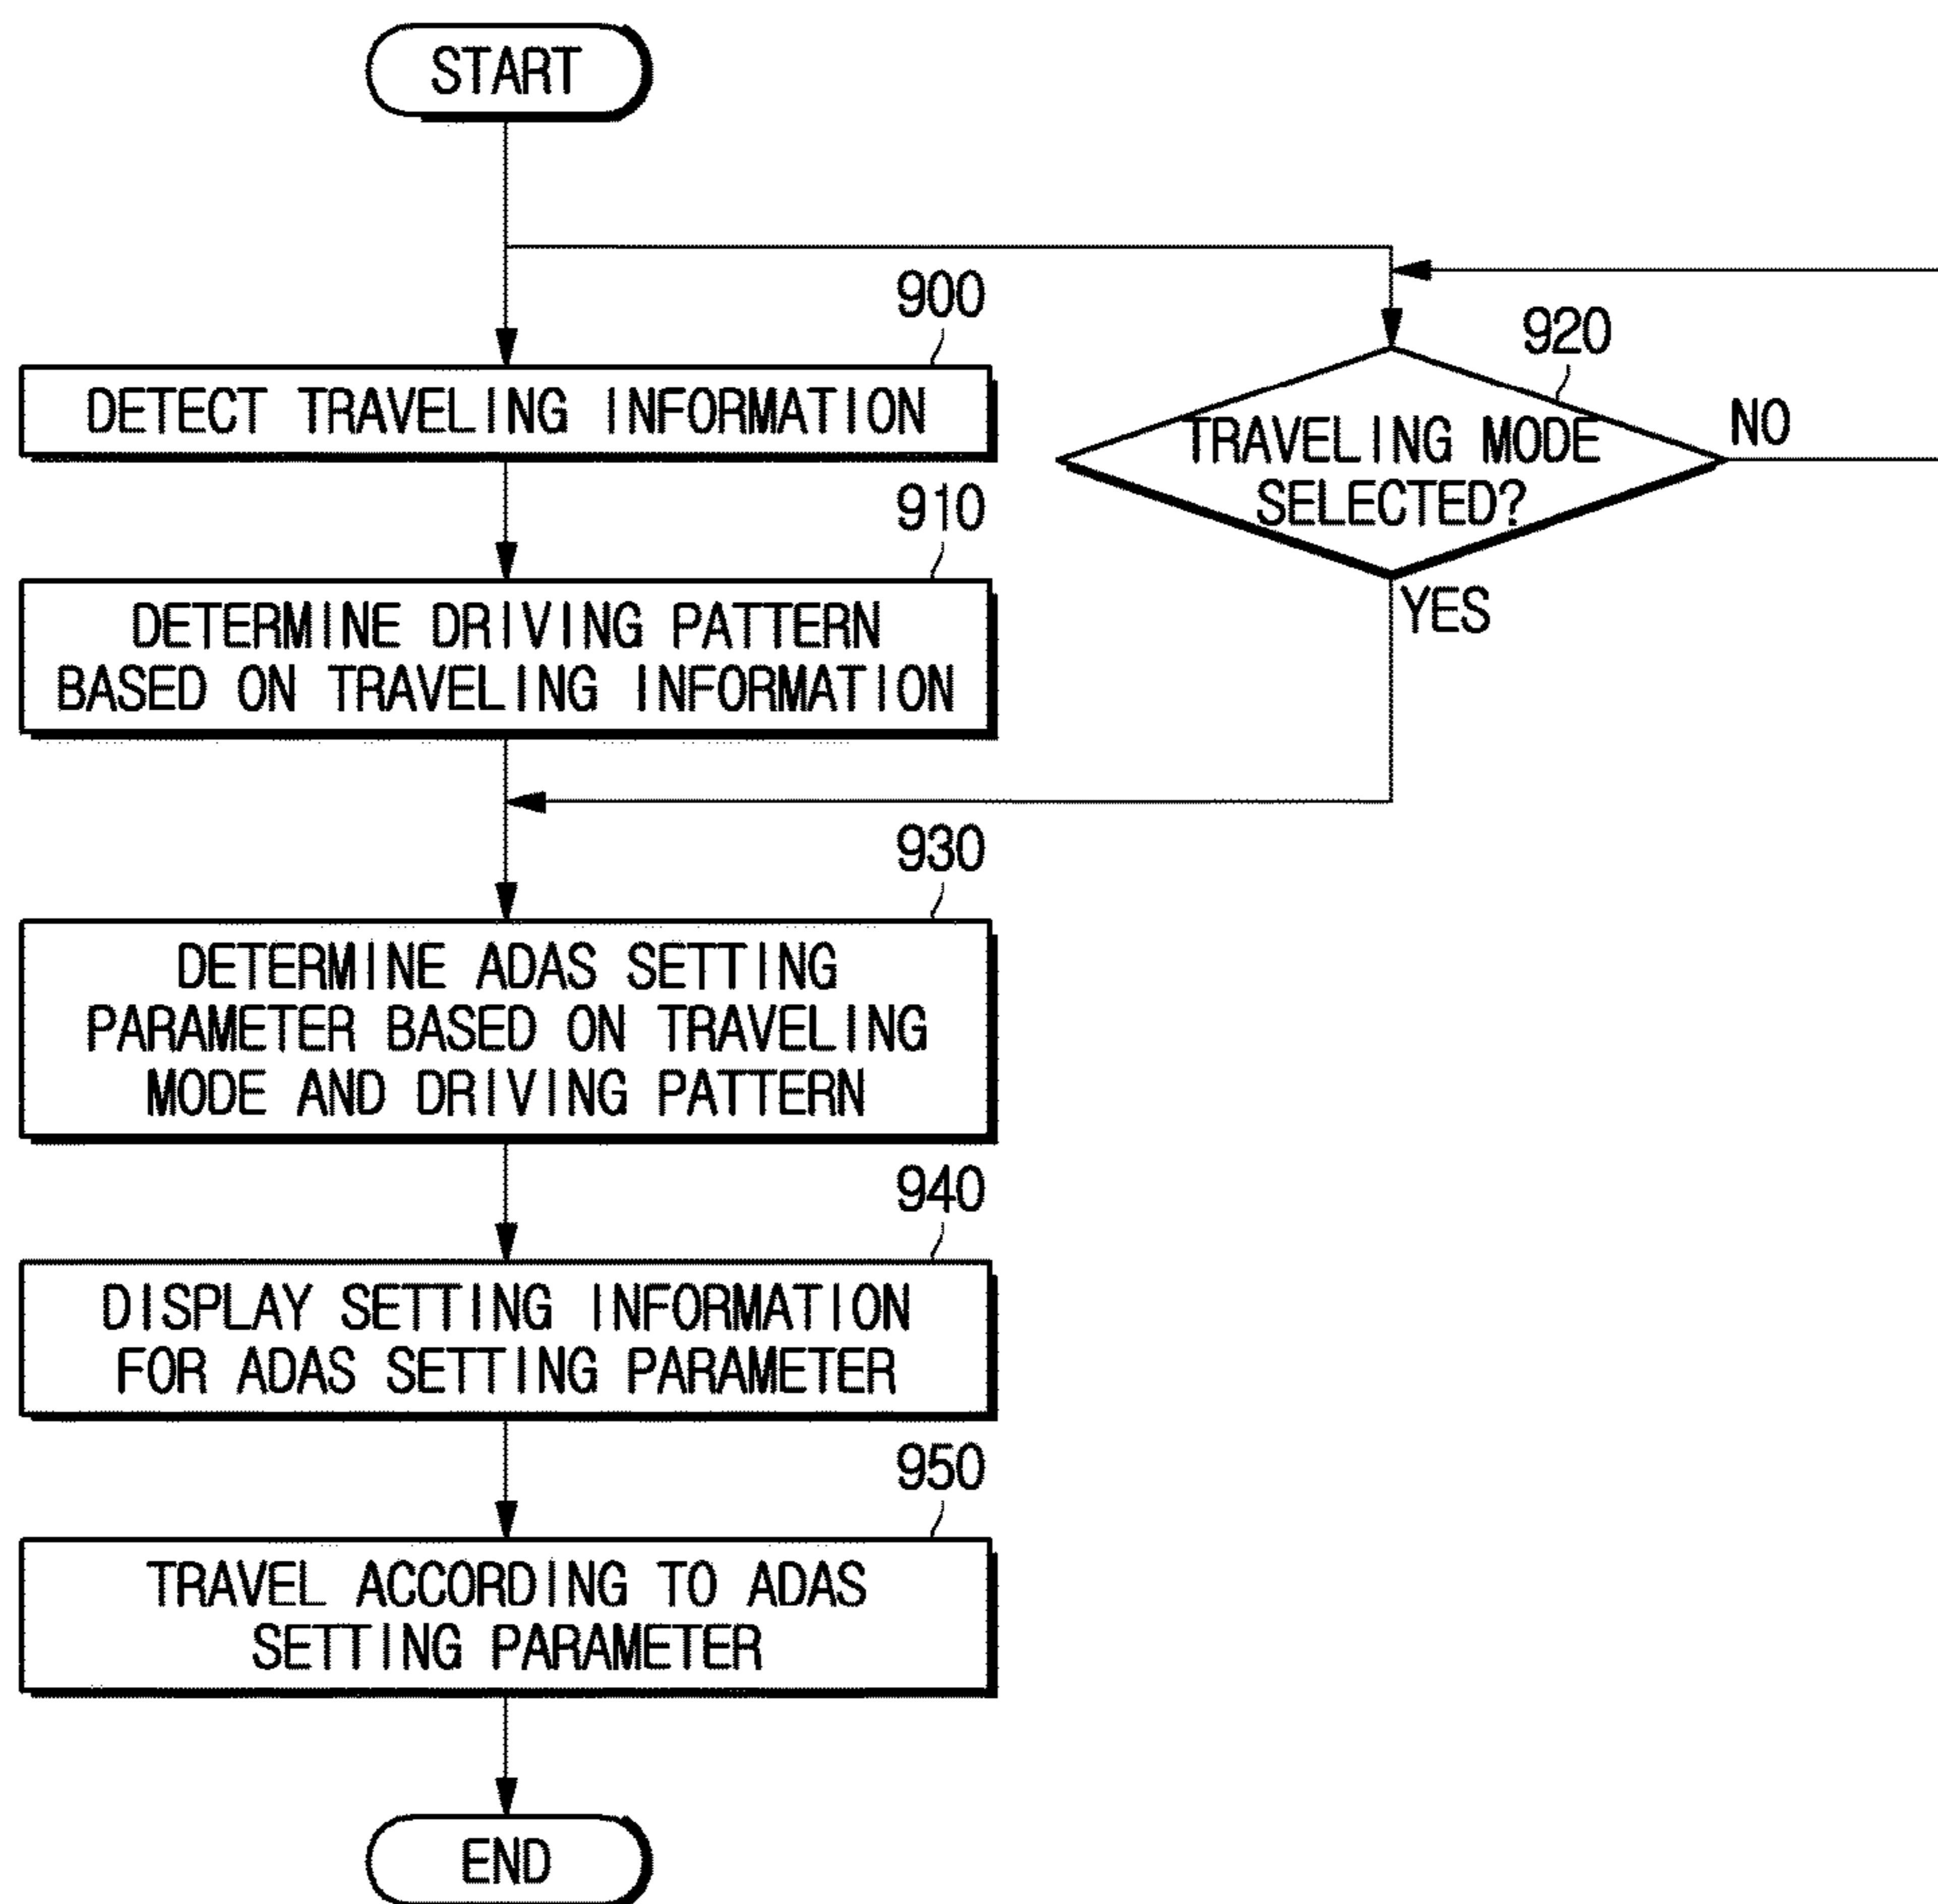 START
900
DETECT TRAVELING INFORMATION
920
TRAVELING MODE
SELECTED?
NO
YES
910
DETERMINE DRIVING PATTERN
BASED ON TRAVELING INFORMATION
930
DETERMINE ADAS SETTING
PARAMETER BASED ON TRAVELING
MODE AND DRIVING PATTERN
940
DISPLAY SETTING INFORMATION
FOR ADAS SETTING PARAMETER
950
TRAVEL ACCORDING TO ADAS
SETTING PARAMETER
END